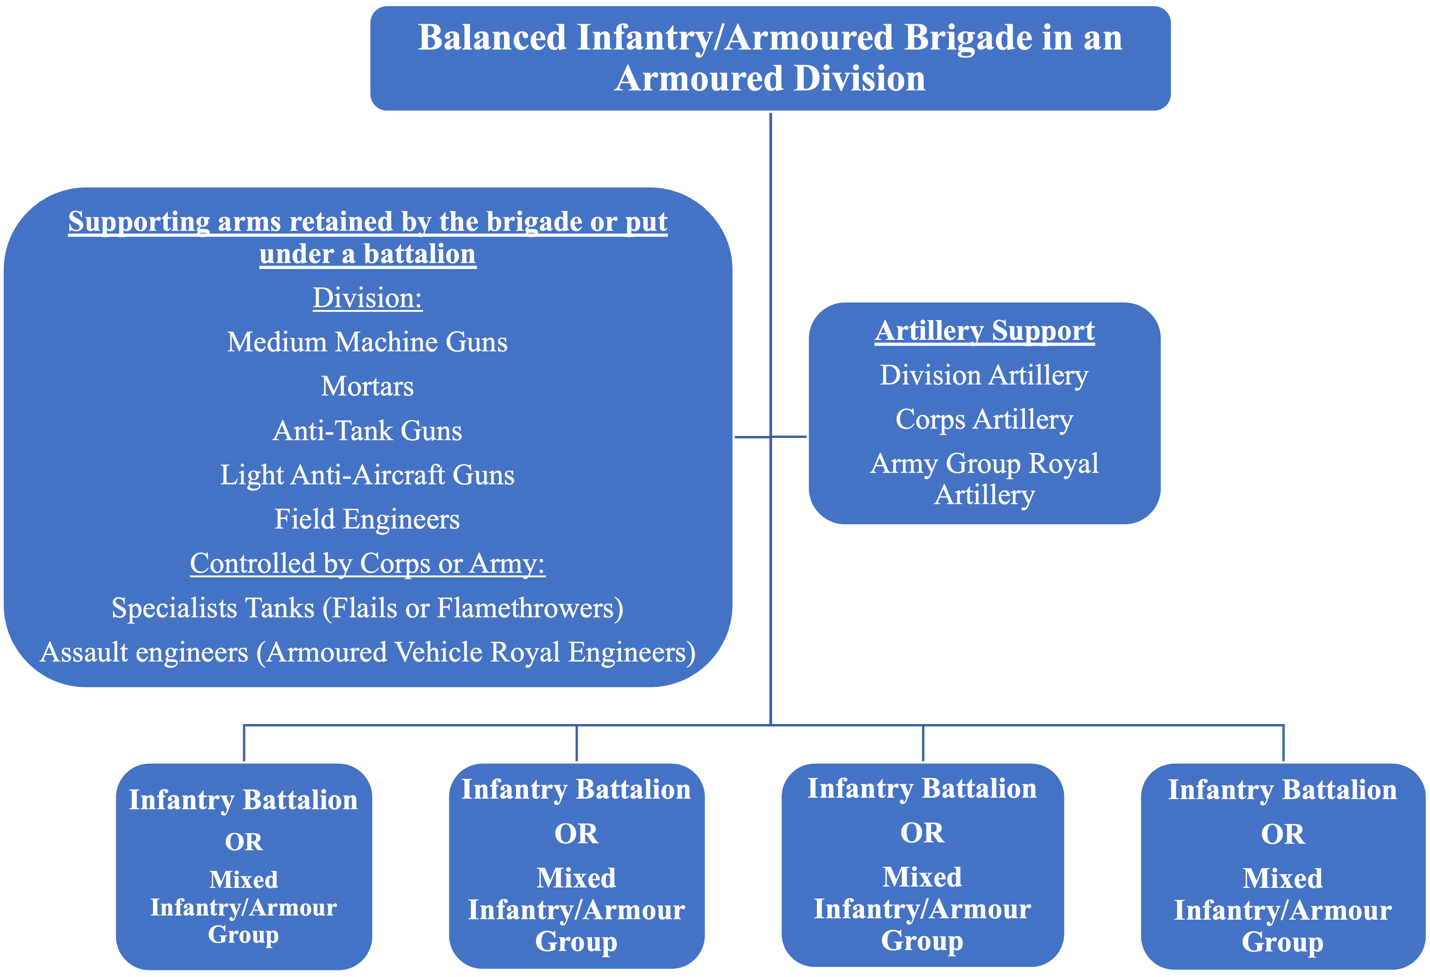 Balanced Infantry/Armoured Brigade in an
Armoured Division
Supporting arms retained by the brigade or put
under a battalion
Division:
Medium Machine Guns
Mortars
Anti-Tank Guns
Light Anti-Aircraft Guns
Field Engineers
Controlled by Corps or Army:
Specialists Tanks (Flails or Flamethrowers)
Assault engineers (Armoured Vehicle Royal Engineers)
Artillery Support
Division Artillery
Corps Artillery
Army Group Royal
Artillery
Infantry Battalion
OR
Mixed
Infantry/Armour
Group
Infantry Battalion
OR
Mixed
Infantry/Armour
Group
Infantry Battalion
OR
Mixed
Infantry/Armour
Group
Infantry Battalion
OR
Mixed
Infantry/Armour
Group